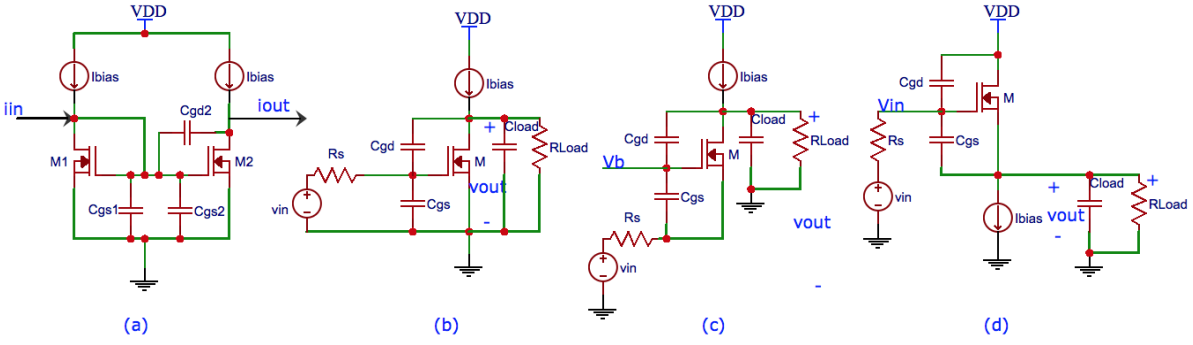 VDD
Ibias
Ibias
iin
Cgd2
iout
M1
M2
Cgs1
Cgs2
(a)
VDD
Ibias
+
Cload
Cgd
RLoad
Rs
M
vout
vin
Cgs
-
(b)
VDD
Ibias
+
Cload
Cgd
RLoad
M
Vb
Cgs
Rs
vout
vin
-
(c)
VDD
Cgd
M
Vin
Rs
Cgs
vin
+
Cload
+
Ibias
vout
RLoad
-
(d)